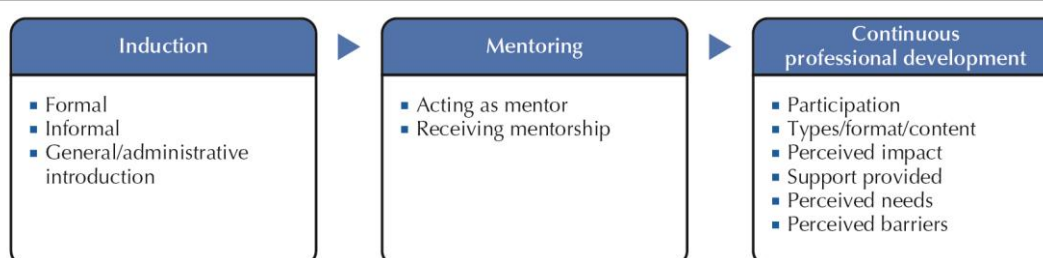 Induction
Formal
Informal
General/administrative
introduction
Mentoring
Acting as mentor
Receiving mentorship
Continuous
professional development
Participation
Types/format/content
Perceived impact
Support provided
Perceived needs
Perceived barriers